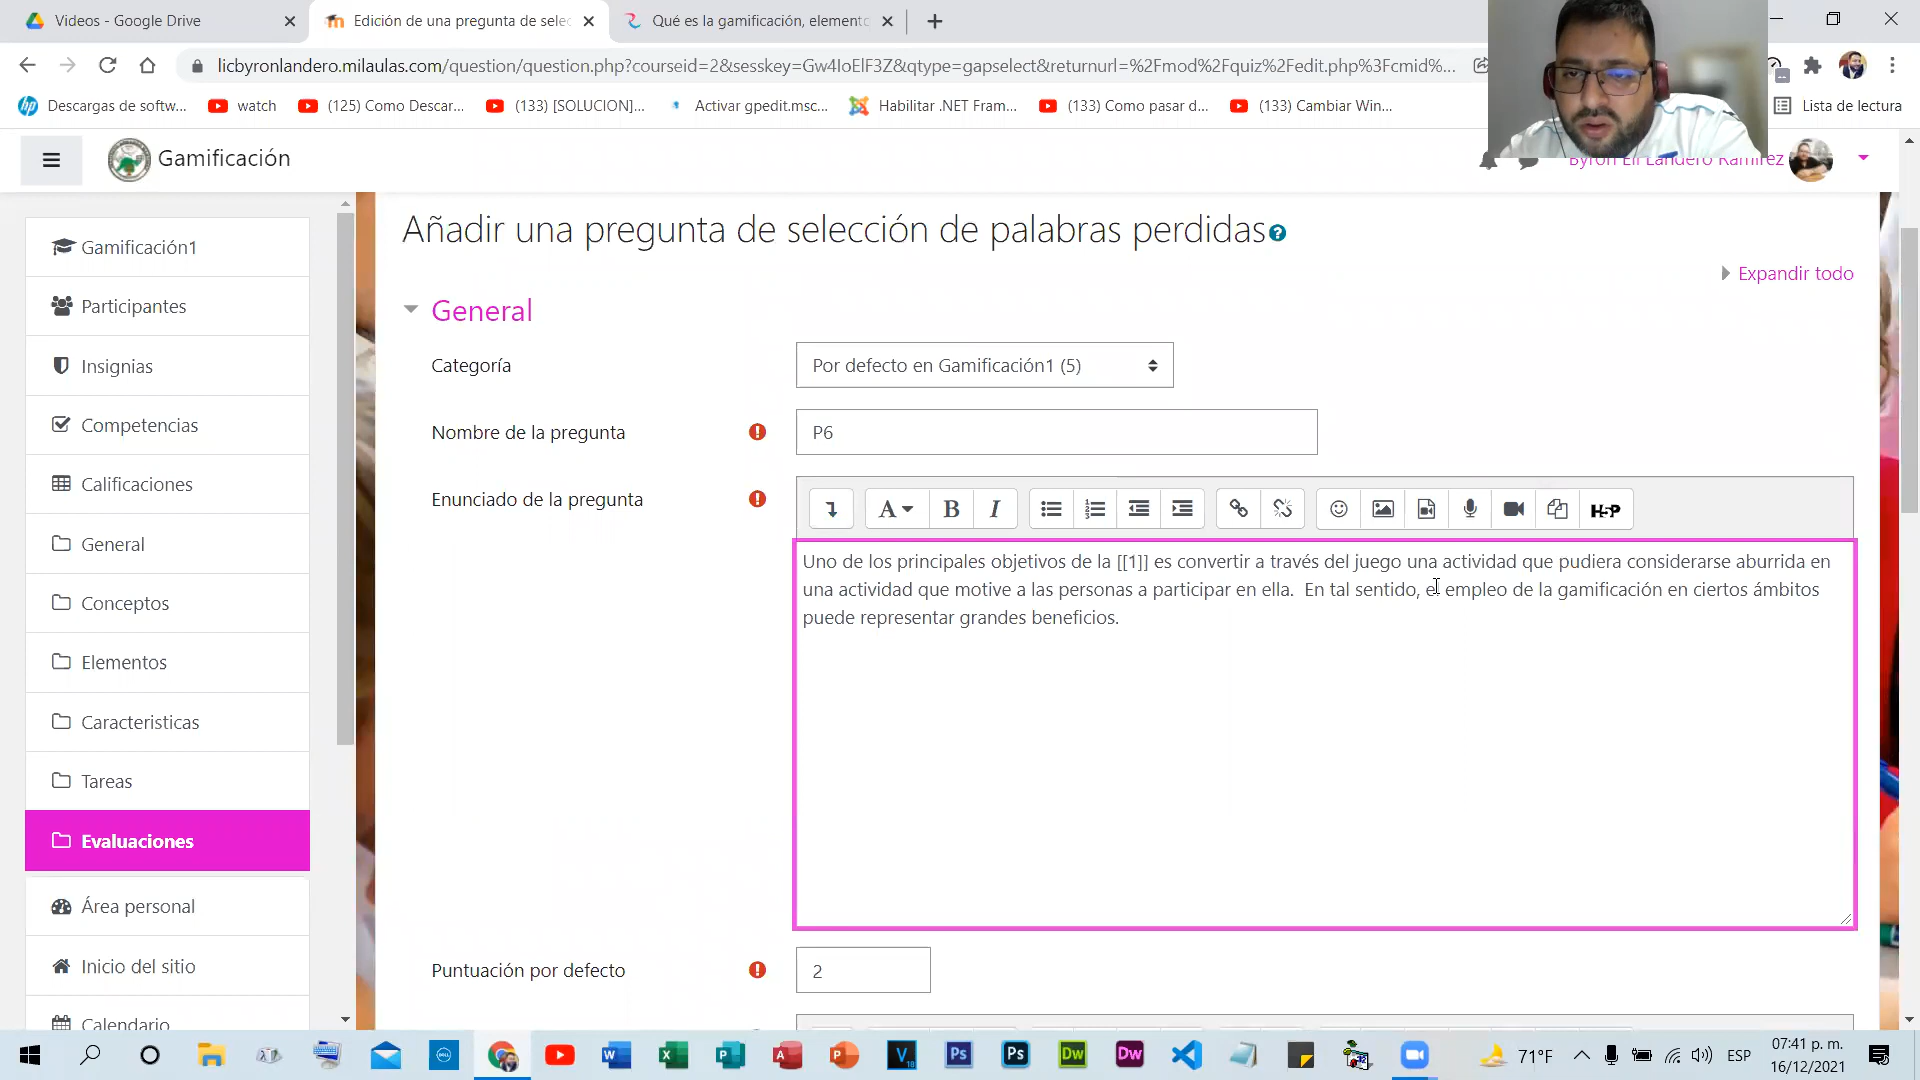 Videos - Google Drive
Edición de una pregunta de selec
Qué es la gamificación, elemento
licbyronlandero.milaulas.com/question/question.php?courseid=2&sesskey=Gw4IoElF3Z&qtype=gapselect&returnurl=%2Fmod%2Fquiz%2Fedit.php%3Fcmid%...
Descargas de softw...
watch
(125) Como Descar...
(133) [SOLUCION]...
Activar gpedit.msc...
Habilitar .NET Fram...
(133) Como pasar d...
(133) Cambiar Win...
Lista de lectura
Gamificación
Byron Eli Landero Ramirez
Gamificación1
Participantes
Insignias
Competencias
Calificaciones
General
Conceptos
Elementos
Caracteristicas
Tareas
Evaluaciones
Área personal
Inicio del sitio
Calendario
Añadir una pregunta de selección de palabras perdidas
Expandir todo
General
Categoría
Por defecto en Gamificación1 (5)
Nombre de la pregunta
P6
Enunciado de la pregunta
A B I H-P
Uno de los principales objetivos de la [[1]] es convertir a través del juego una actividad que pudiera considerarse aburrida en
una actividad que motive a las personas a participar en ella. En tal sentido, el empleo de la gamificación en ciertos ámbitos
puede representar grandes beneficios.
Puntuación por defecto
2
71°F
ESP
07:41 p. m.
16/12/2021